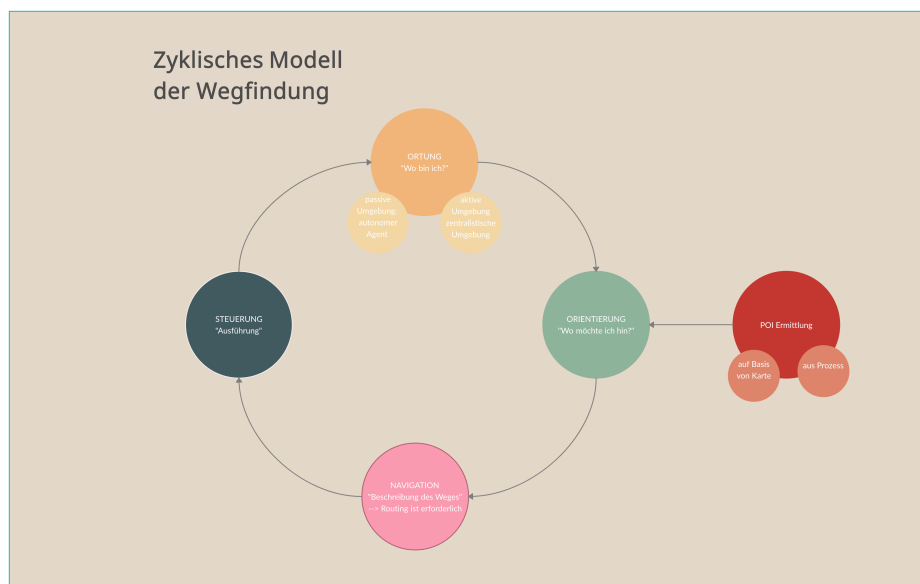 Zyklisches Modell
der Wegfindung
ORTUNG
"Wo bin ich?"
passive
Umgebung,
autonomer
Agent
aktive
Umgebung
zentralistische
Umgebung
STEUERUNG
"Ausführung"
ORIENTIERUNG
"Wo möchte ich hin?"
POI Ermittlung
auf Basis
von Karte
aus Prozess
NAVIGATION
"Beschreibung des Weges"
--> Routing ist erforderlich